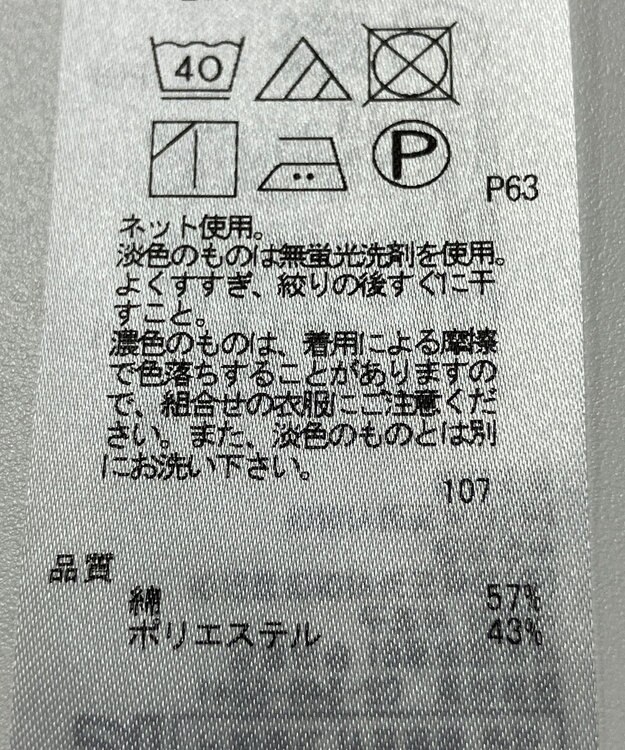 40
P
P63
ネット使用。
淡色のものは無蛍光洗剤を使用。
よくすすぎ、絞りの後すぐに干
すこと。
濃色のものは、着用による摩擦
で色落ちすることがありますの
で、組合せの衣服にご注意くだ
さい。また、淡色のものとは別
にお洗い下さい。
107
品質
綿 57%
ポリエステル 43%